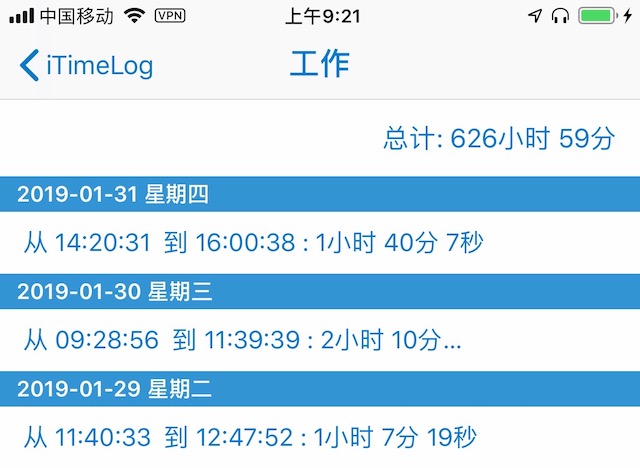 中国移动 VPN 上午9:21
iTimeLog 工作
总计: 626小时 59分
2019-01-31 星期四
从 14:20:31 到 16:00:38 : 1小时 40分 7秒
2019-01-30 星期三
从 09:28:56 到 11:39:39 : 2小时 10分...
2019-01-29 星期二
从 11:40:33 到 12:47:52 : 1小时 7分 19秒